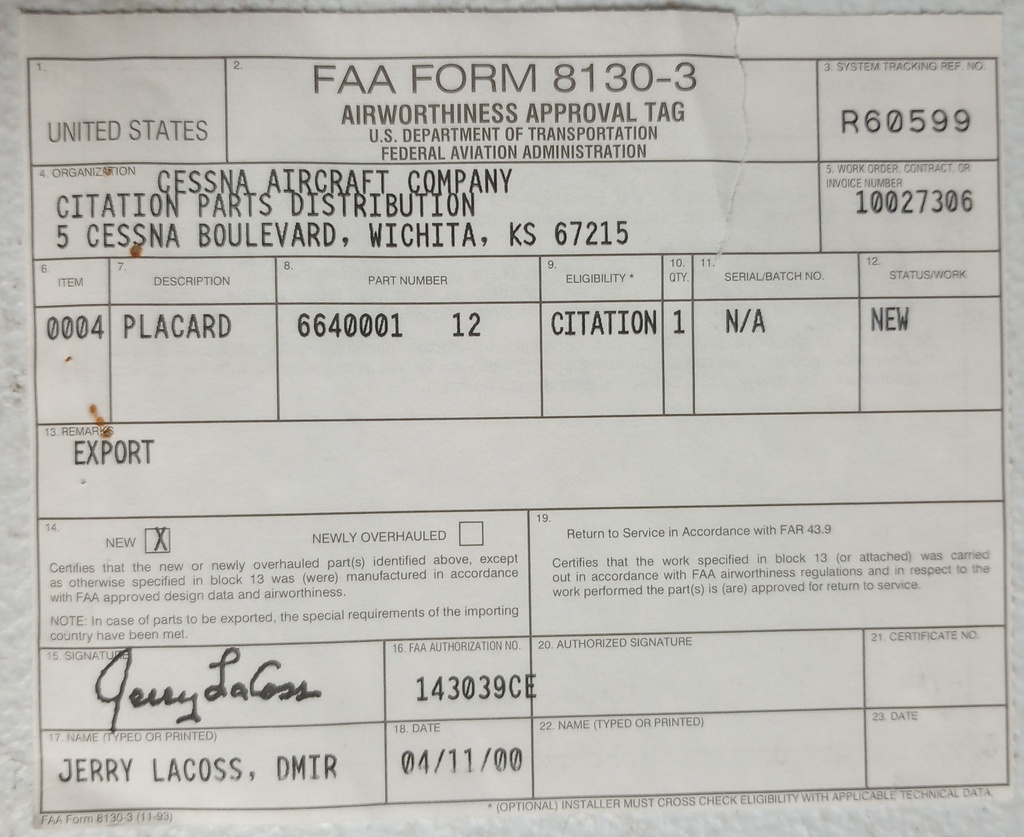 1.
UNITED STATES
2.
FAA FORM 8130-3
AIRWORTHINESS APPROVAL TAG
U.S. DEPARTMENT OF TRANSPORTATION
FEDERAL AVIATION ADMINISTRATION
3. SYSTEM TRACKING REF. NO.
R60599
4. ORGANIZATION
CESSNA AIRCRAFT COMPANY
CITATION PARTS DISTRIBUTION
5 CESSNA BOULEVARD, WICHITA, KS 67215
5. WORK ORDER, CONTRACT, OR
INVOICE NUMBER
10027306
6. ITEM
7. DESCRIPTION
8. PART NUMBER
9. ELIGIBILITY *
10. QTY.
11. SERIAL/BATCH NO.
12. STATUS/WORK
0004 PLACARD 6640001 12 CITATION 1 N/A NEW
13. REMARKS
EXPORT
14.
NEW X NEWLY OVERHAULED
Certifies that the new or newly overhauled part(s) identified above, except
as otherwise specified in block 13 was (were) manufactured in accordance
with FAA approved design data and airworthiness.
NOTE: In case of parts to be exported, the special requirements of the importing
country have been met.
19.
Return to Service in Accordance with FAR 43.9
Certifies that the work specified in block 13 (or attached) was carried
out in accordance with FAA airworthiness regulations and in respect to the
work performed the part(s) is (are) approved for return to service.
15. SIGNATURE
Jerry LaCoss
16. FAA AUTHORIZATION NO.
143039CE
20. AUTHORIZED SIGNATURE
21. CERTIFICATE NO.
17. NAME (TYPED OR PRINTED)
JERRY LACOSS, DMIR
18. DATE
04/11/00
22. NAME (TYPED OR PRINTED)
23. DATE
FAA Form 8130-3 (11-93)
* (OPTIONAL) INSTALLER MUST CROSS CHECK ELIGIBILITY WITH APPLICABLE TECHNICAL DATA.